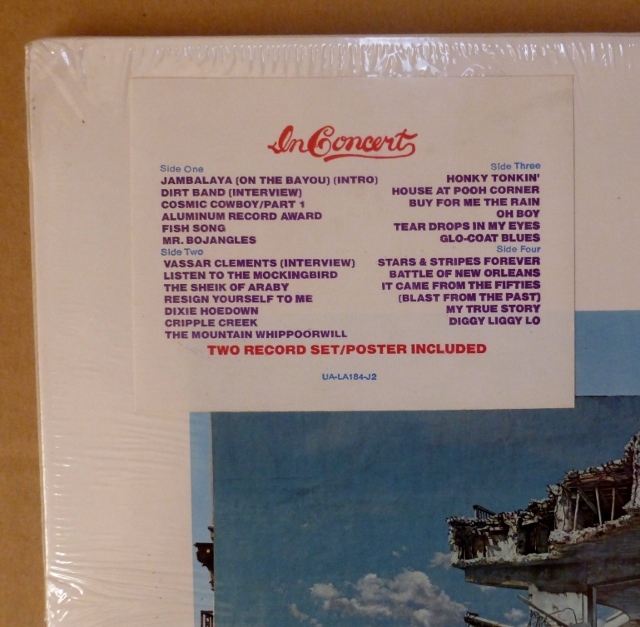 In Concert
Side One
JAMBALAYA (ON THE BAYOU) (INTRO)
DIRT BAND (INTERVIEW)
COSMIC COWBOY/PART 1
ALUMINUM RECORD AWARD
FISH SONG
MR. BOJANGLES
Side Two
VASSAR CLEMENTS (INTERVIEW)
LISTEN TO THE MOCKINGBIRD
THE SHEIK OF ARABY
RESIGN YOURSELF TO ME
DIXIE HOEDOWN
CRIPPLE CREEK
THE MOUNTAIN WHIPPOORWILL
Side Three
HONKY TONKIN'
HOUSE AT POOH CORNER
BUY FOR ME THE RAIN
OH BOY
TEAR DROPS IN MY EYES
GLO-COAT BLUES
Side Four
STARS & STRIPES FOREVER
BATTLE OF NEW ORLEANS
IT CAME FROM THE FIFTIES
(BLAST FROM THE PAST)
MY TRUE STORY
DIGGY LIGGY LO
TWO RECORD SET/POSTER INCLUDED
UA-LA184-J2